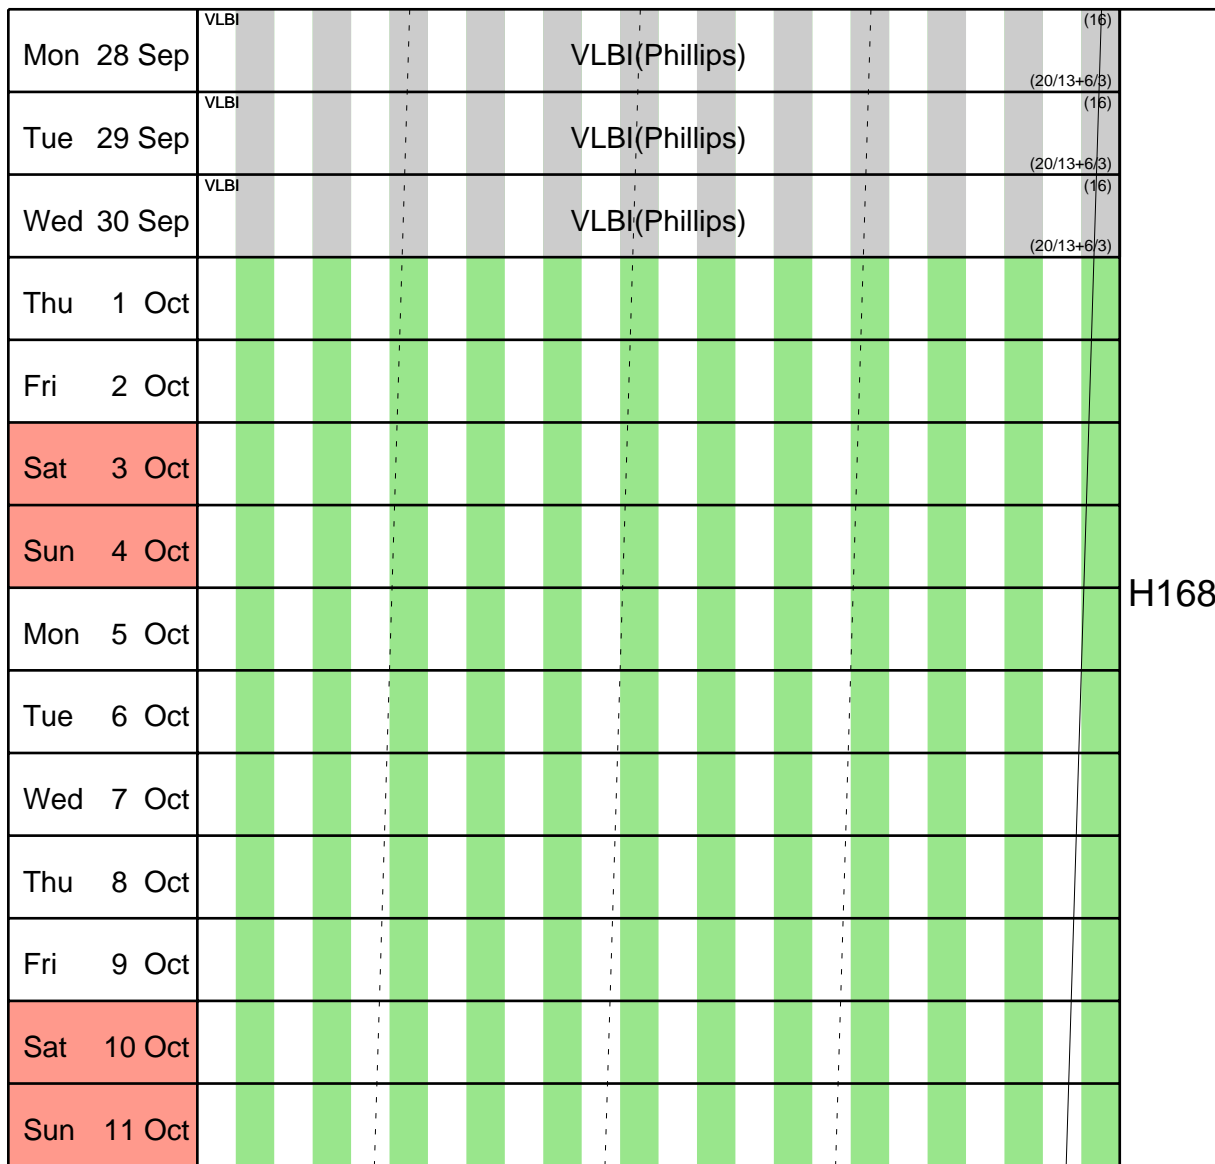 VLBI (16)
Mon 28 Sep VLBI(Phillips)
(20/13+6/3)
VLBI (16)
Tue 29 Sep VLBI(Phillips)
(20/13+6/3)
VLBI (16)
Wed 30 Sep VLBI(Phillips)
(20/13+6/3)
Thu 1 Oct
Fri 2 Oct
Sat 3 Oct
Sun 4 Oct
H168
Mon 5 Oct
Tue 6 Oct
Wed 7 Oct
Thu 8 Oct
Fri 9 Oct
Sat 10 Oct
Sun 11 Oct